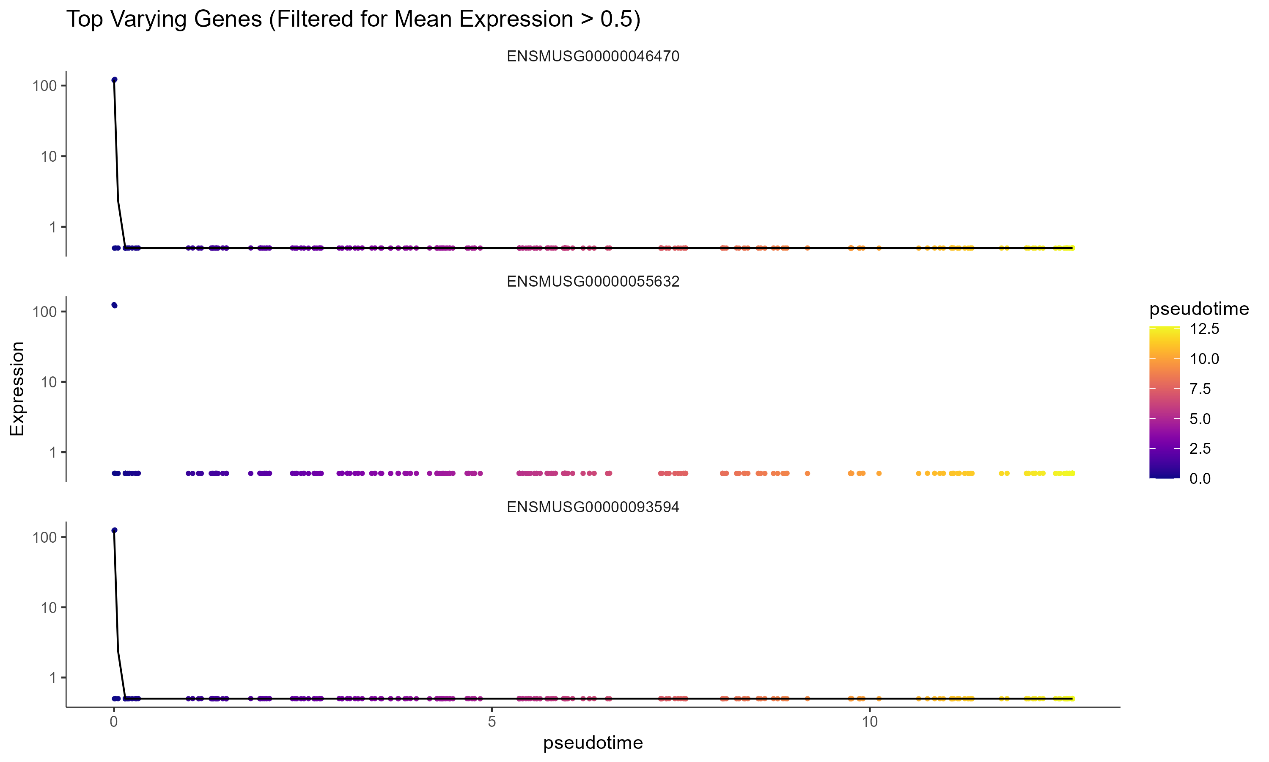 Top Varying Genes (Filtered for Mean Expression > 0.5)
ENSMUSG00000046470
100
10
1
ENSMUSG00000055632
100
10
1
Expression
ENSMUSG00000093594
100
10
1
0 5 10
pseudotime
pseudotime
12.5
10.0
7.5
5.0
2.5
0.0